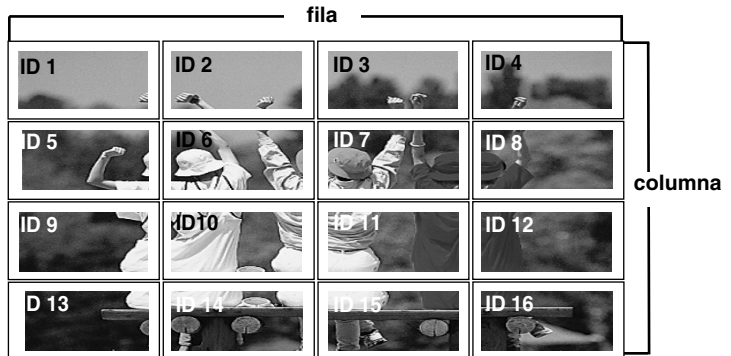 fila
ID 1 ID 2 ID 3 ID 4
ID 5 ID 6 ID 7 ID 8
columna
ID 9 ID10 ID 11 ID 12
D 13 ID 14 ID 15 ID 16